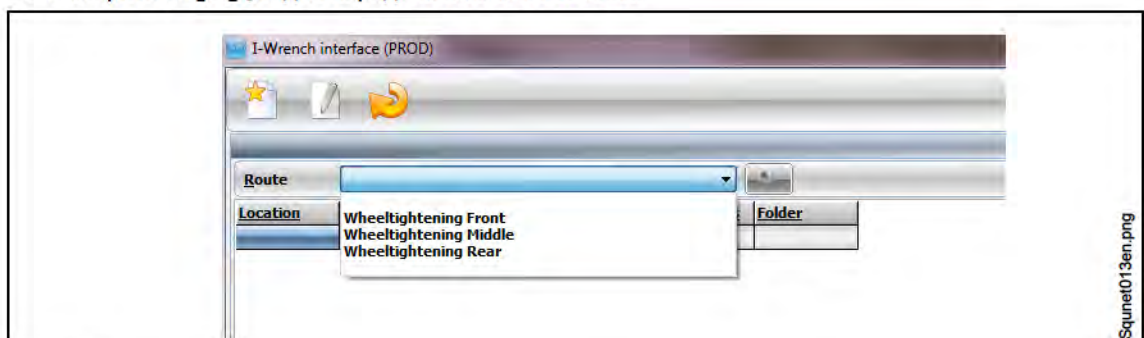 I-Wrench interface (PROD)
Route
Location
Folder
Wheeltightening Front
Wheeltightening Middle
Wheeltightening Rear
Squnet013en.png